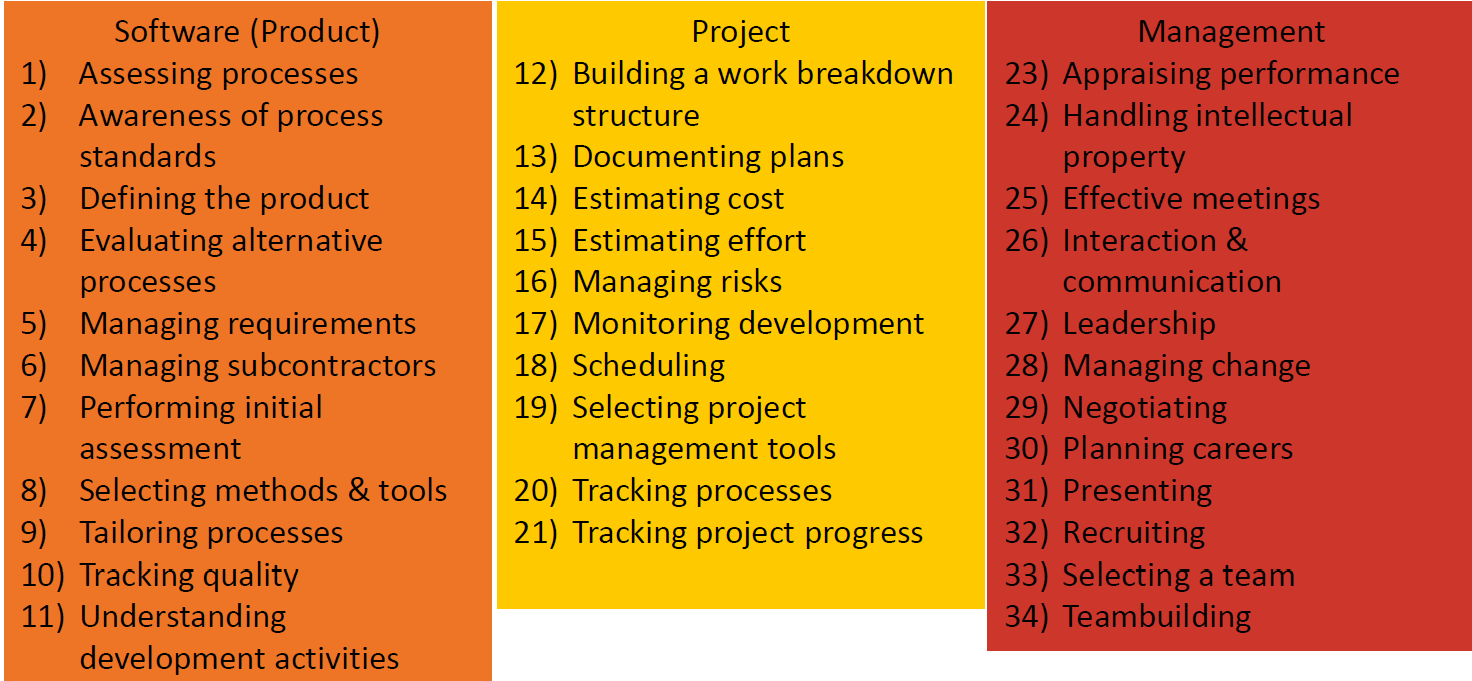 Software (Product)
1) Assessing processes
2) Awareness of process
standards
3) Defining the product
4) Evaluating alternative
processes
5) Managing requirements
6) Managing subcontractors
7) Performing initial
assessment
8) Selecting methods & tools
9) Tailoring processes
10) Tracking quality
11) Understanding
development activities
Project
12) Building a work breakdown
structure
13) Documenting plans
14) Estimating cost
15) Estimating effort
16) Managing risks
17) Monitoring development
18) Scheduling
19) Selecting project
management tools
20) Tracking processes
21) Tracking project progress
Management
23) Appraising performance
24) Handling intellectual
property
25) Effective meetings
26) Interaction &
communication
27) Leadership
28) Managing change
29) Negotiating
30) Planning careers
31) Presenting
32) Recruiting
33) Selecting a team
34) Teambuilding